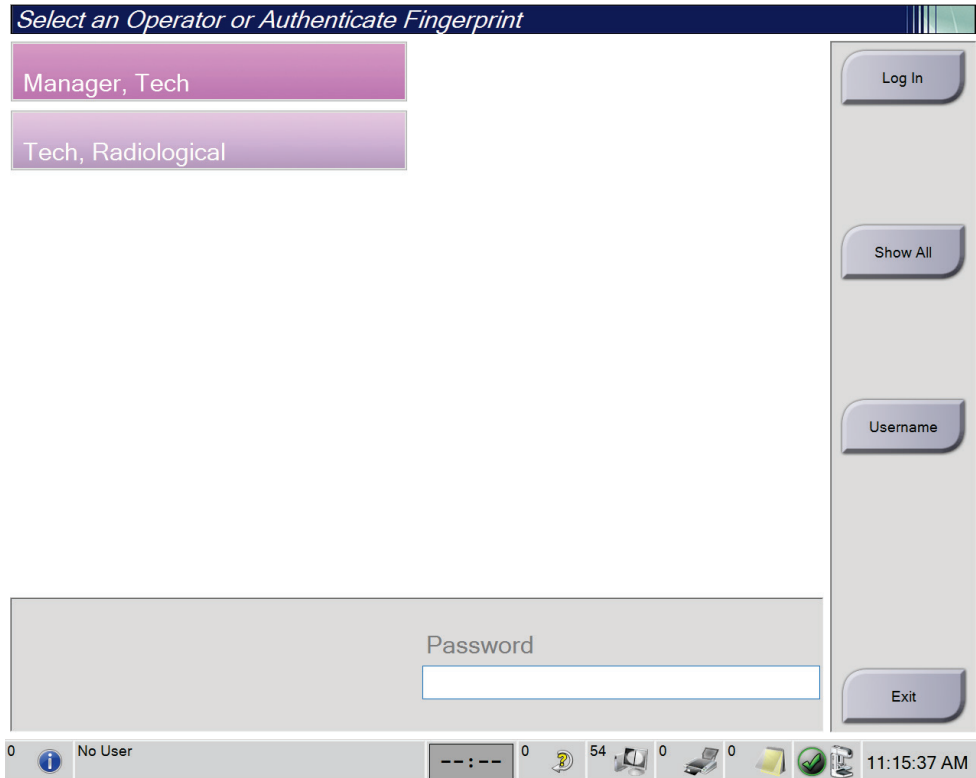 Select an Operator or Authenticate Fingerprint
Manager, Tech
Tech, Radiological
Log In
Show All
Username
Password
Exit
0 No User --:-- 0 54 0 0 11:15:37 AM